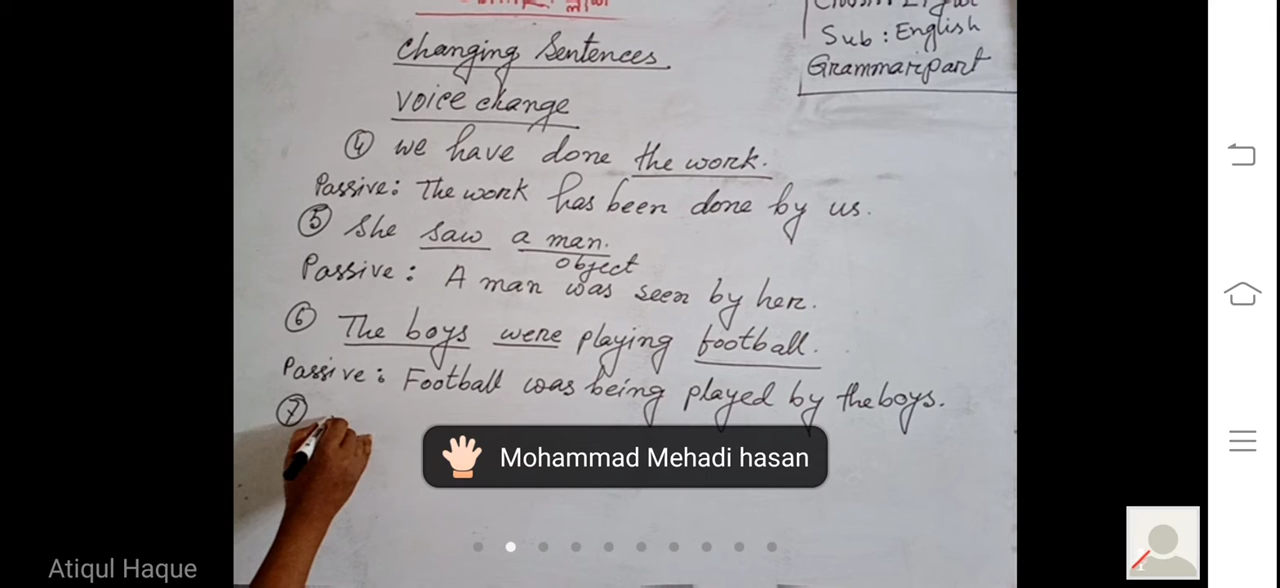 Sub : English
Grammar part
Changing Sentences.
Voice change
④ we have done the work.
Passive: The work has been done by us.
⑤ She saw a man.
object
Passive : A man was seen by her.
⑥ The boys were playing football.
Passive : Football was being played by the boys.
⑦
Mohammad Mehadi hasan
Atiqul Haque